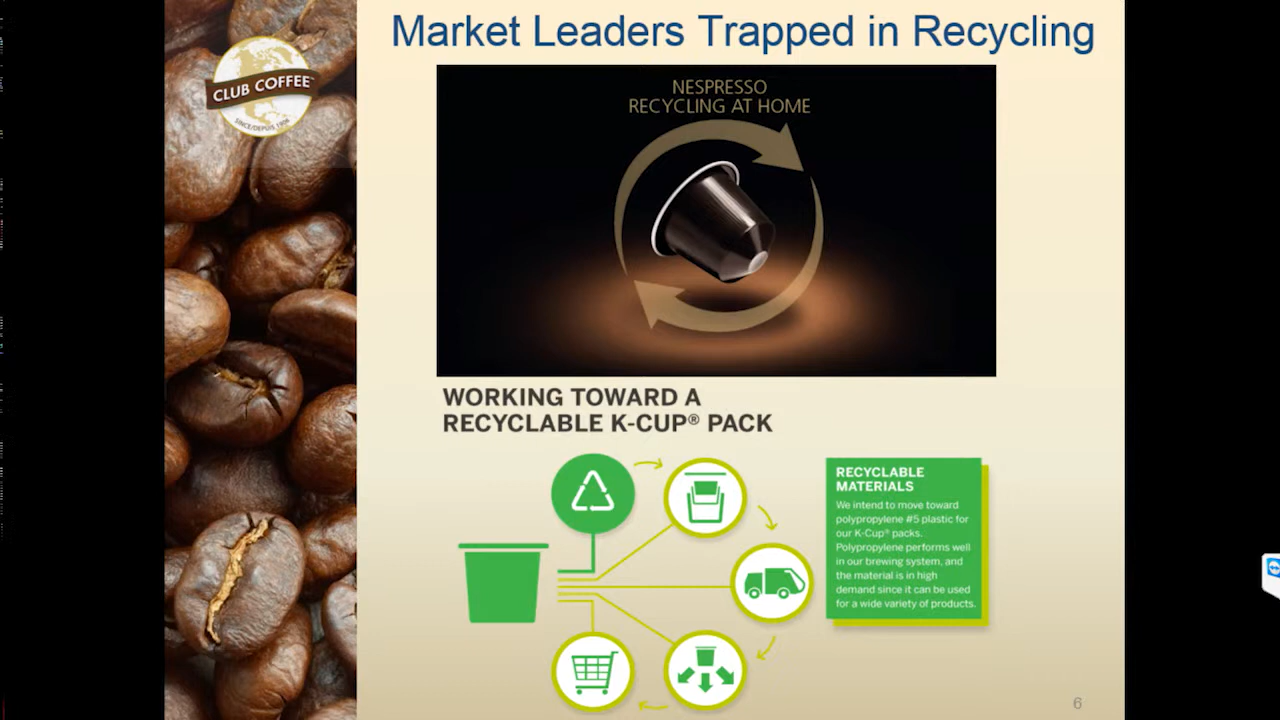 Market Leaders Trapped in Recycling
CLUB COFFEE™
SINCE/DEPUIS 1906
NESPRESSO
RECYCLING AT HOME
WORKING TOWARD A
RECYCLABLE K-CUP® PACK
RECYCLABLE
MATERIALS
We intend to move toward
polypropylene #5 plastic for
our K-Cup® packs.
Polypropylene performs well
in our brewing system, and
the material is in high
demand since it can be used
for a wide variety of products.
6